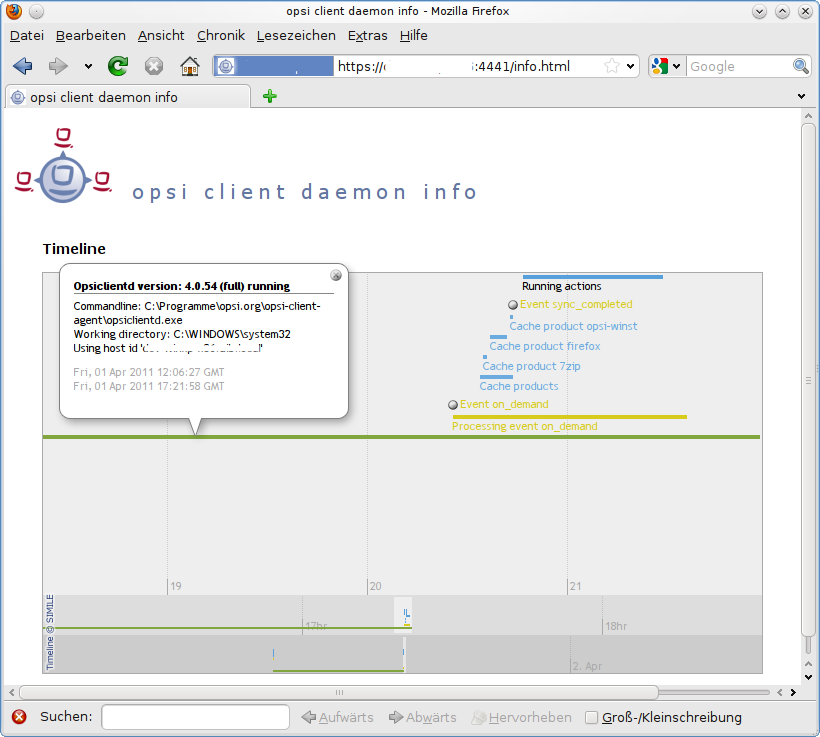 opsi client daemon info - Mozilla Firefox
Datei Bearbeiten Ansicht Chronik Lesezeichen Extras Hilfe
https:// :4441/info.html Google
opsi client daemon info
opsi client daemon info
Timeline
Opsiclientd version: 4.0.54 (full) running
Commandline: C:\Programme\opsi.org\opsi-client-
agent\opsiclientd.exe
Working directory: C:\WINDOWS\system32
Using host id '
Fri, 01 Apr 2011 12:06:27 GMT
Fri, 01 Apr 2011 17:21:58 GMT
Running actions
Event sync_completed
Cache product opsi-winst
Cache product firefox
Cache product 7zip
Cache products
Event on_demand
Processing event on_demand
19 20 21
17hr 18hr
2. Apr
Timeline © SIMILE
Suchen: Aufwärts Abwärts Hervorheben Groß-/Kleinschreibung